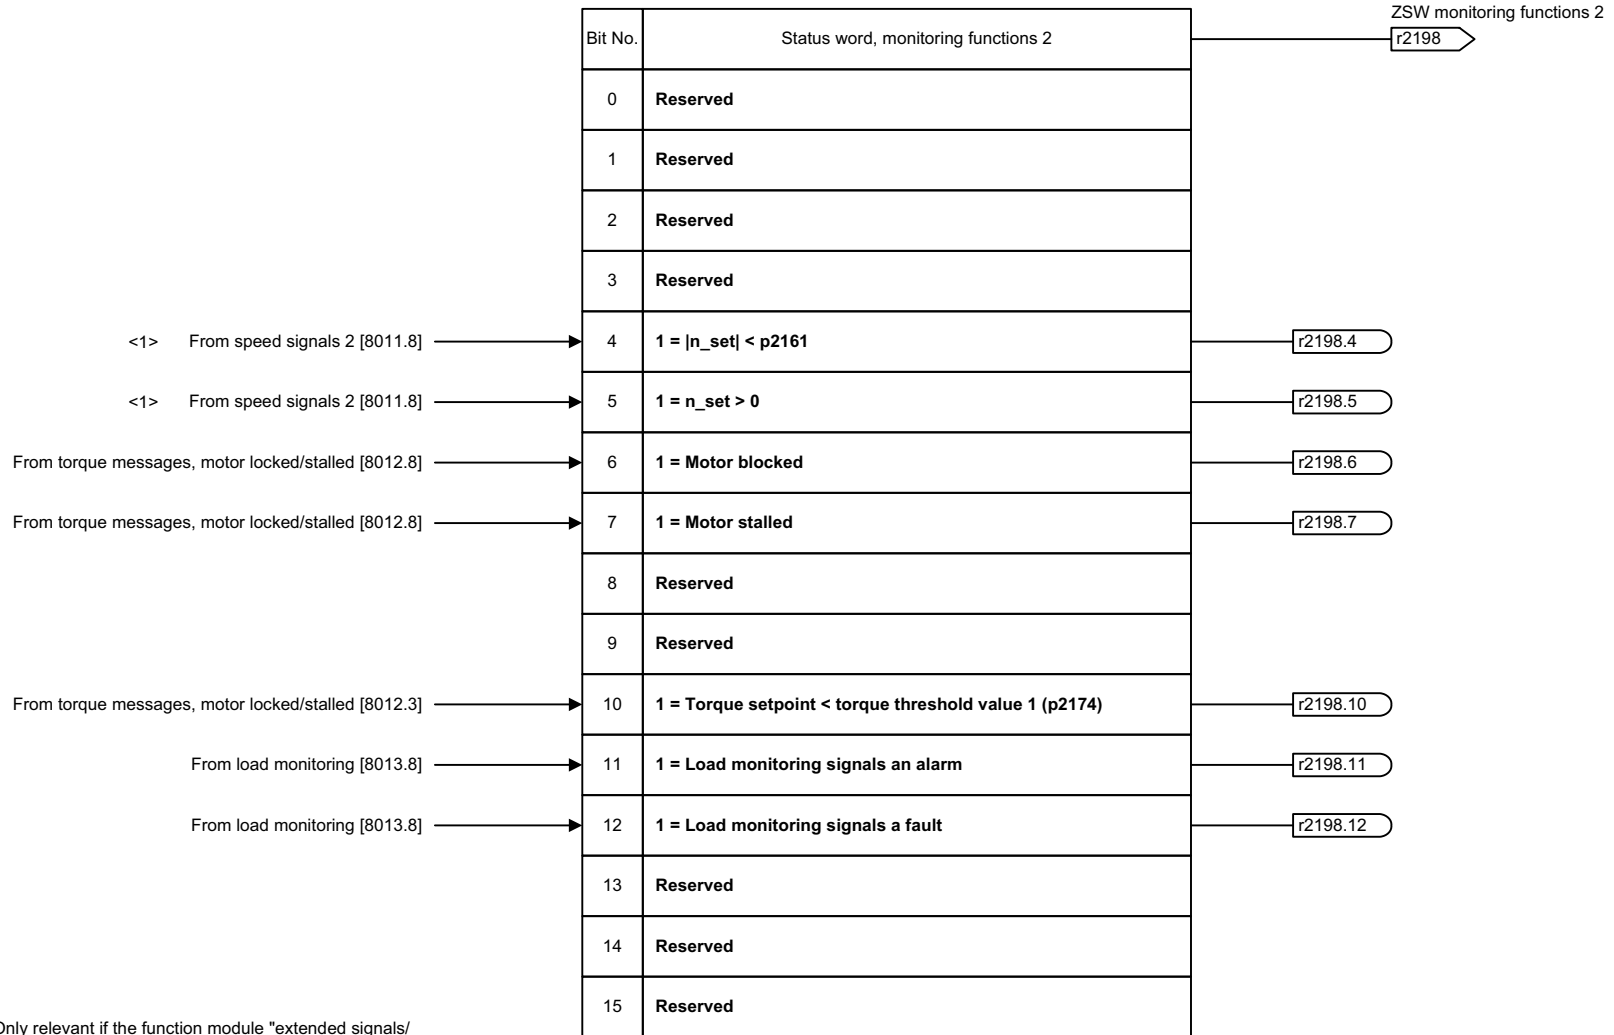 ZSW monitoring functions 2
Bit No. Status word, monitoring functions 2 r2198
0 Reserved
1 Reserved
2 Reserved
3 Reserved
<1> From speed signals 2 [8011.8] 4 1 = |n_set| < p2161 r2198.4
<1> From speed signals 2 [8011.8] 5 1 = n_set > 0 r2198.5
From torque messages, motor locked/stalled [8012.8] 6 1 = Motor blocked r2198.6
From torque messages, motor locked/stalled [8012.8] 7 1 = Motor stalled r2198.7
8 Reserved
9 Reserved
From torque messages, motor locked/stalled [8012.3] 10 1 = Torque setpoint < torque threshold value 1 (p2174) r2198.10
From load monitoring [8013.8] 11 1 = Load monitoring signals an alarm r2198.11
From load monitoring [8013.8] 12 1 = Load monitoring signals a fault r2198.12
13 Reserved
14 Reserved
15 Reserved
Only relevant if the function module "extended signals/